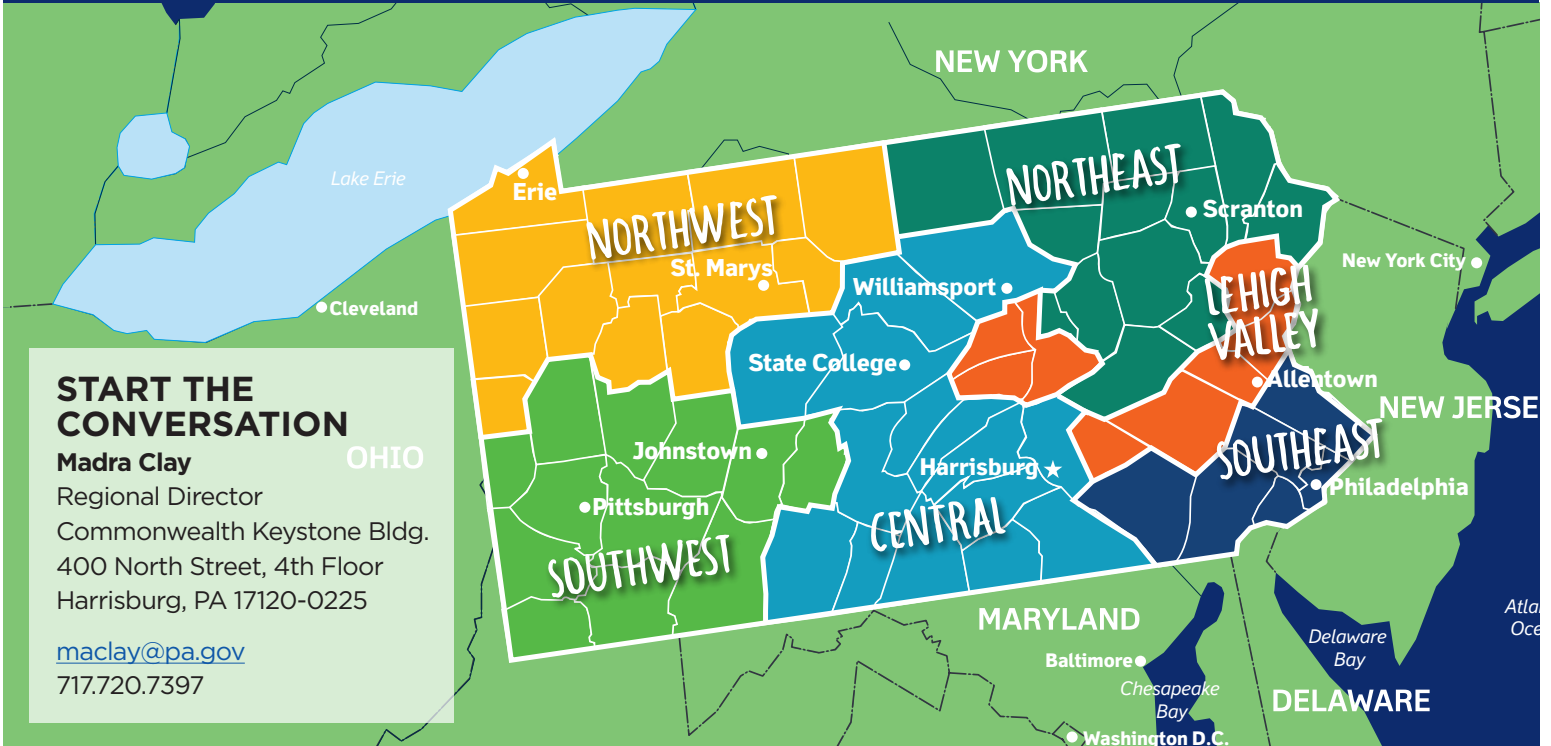 NEW YORK
Lake Erie
Erie
NORTHWEST
St. Marys
NORTHEAST
Scranton
New York City
Cleveland
Williamsport
LEHIGH
VALLEY
State College
Allentown
NEW JERSE
START THE
CONVERSATION
OHIO
Madra Clay
Regional Director
Commonwealth Keystone Bldg.
400 North Street, 4th Floor
Harrisburg, PA 17120-0225
maclay@pa.gov
717.720.7397
Johnstown
Harrisburg
SOUTHEAST
Pittsburgh
Philadelphia
CENTRAL
SOUTHWEST
MARYLAND
Atla
Oce
Delaware
Bay
Baltimore
Chesapeake
Bay
DELAWARE
Washington D.C.